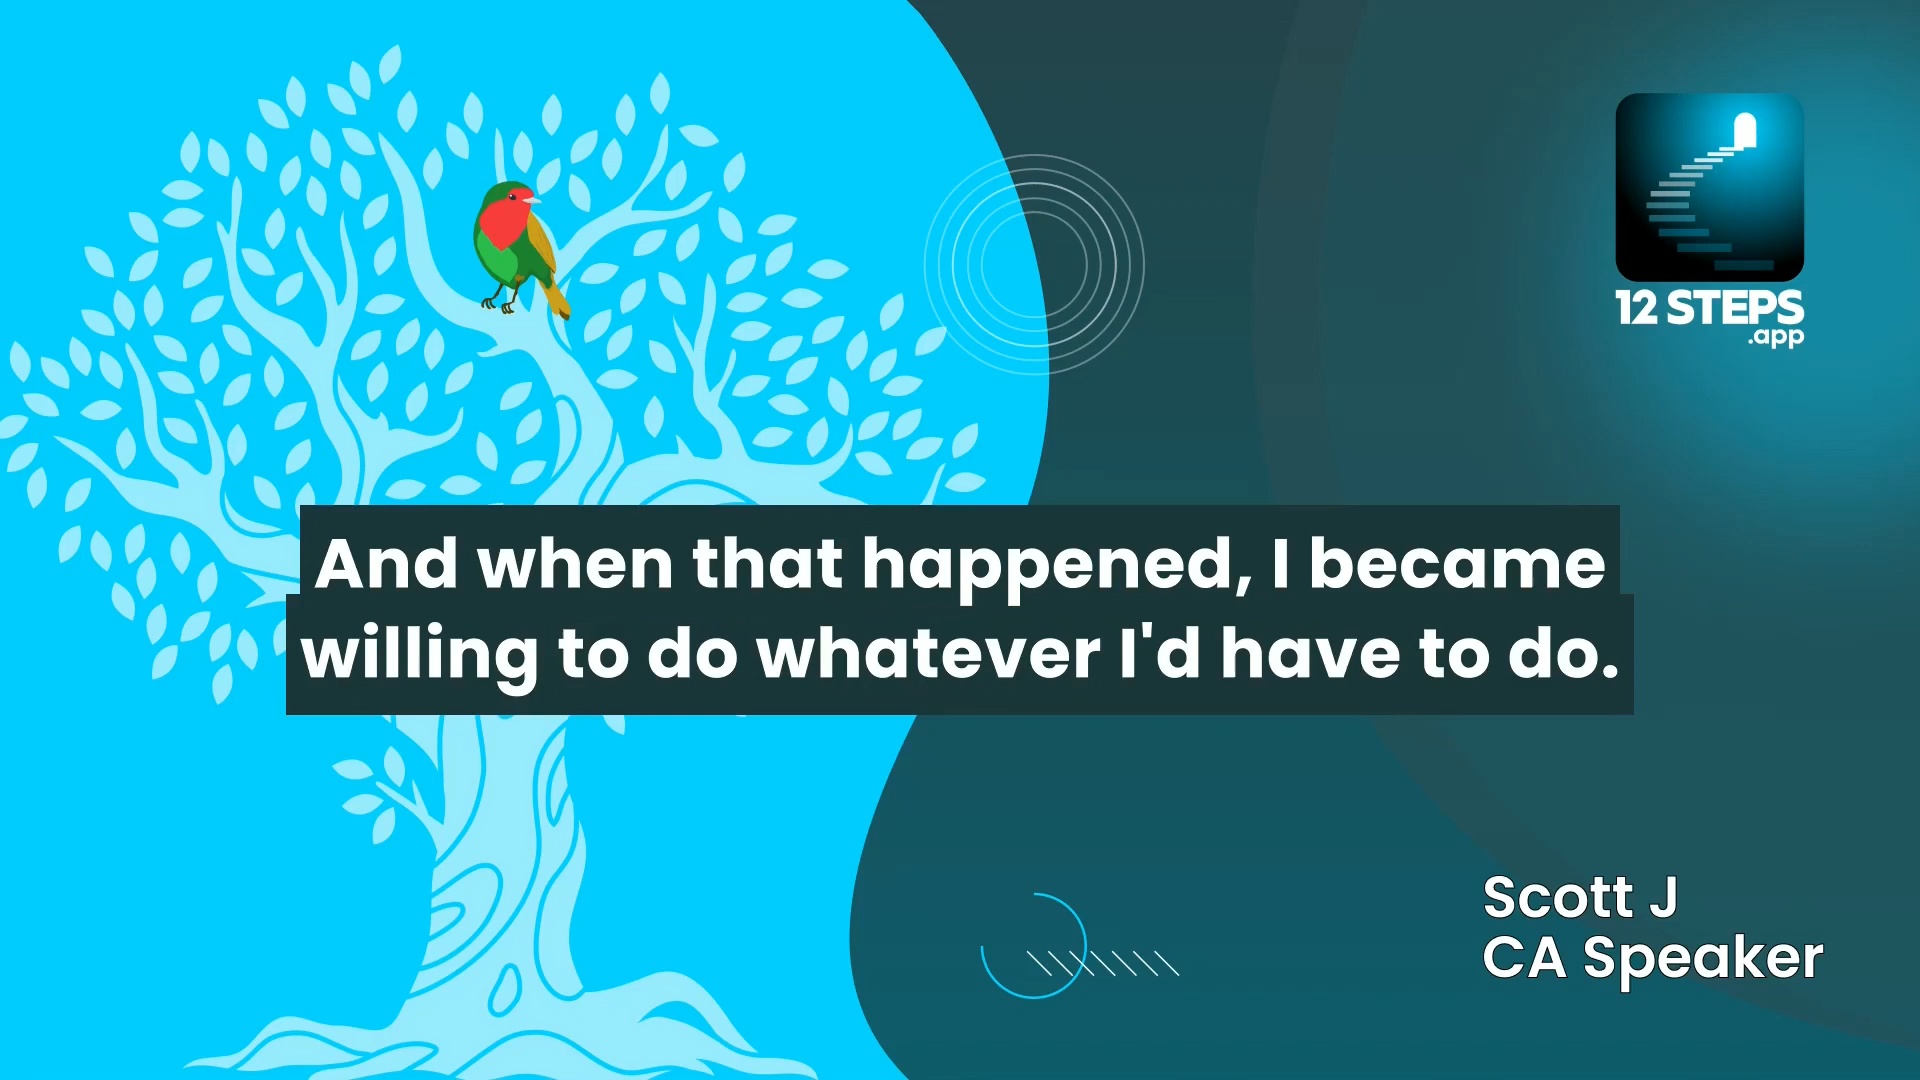 12 STEPS
.app
And when that happened, I became
willing to do whatever I'd have to do.
Scott J
CA Speaker